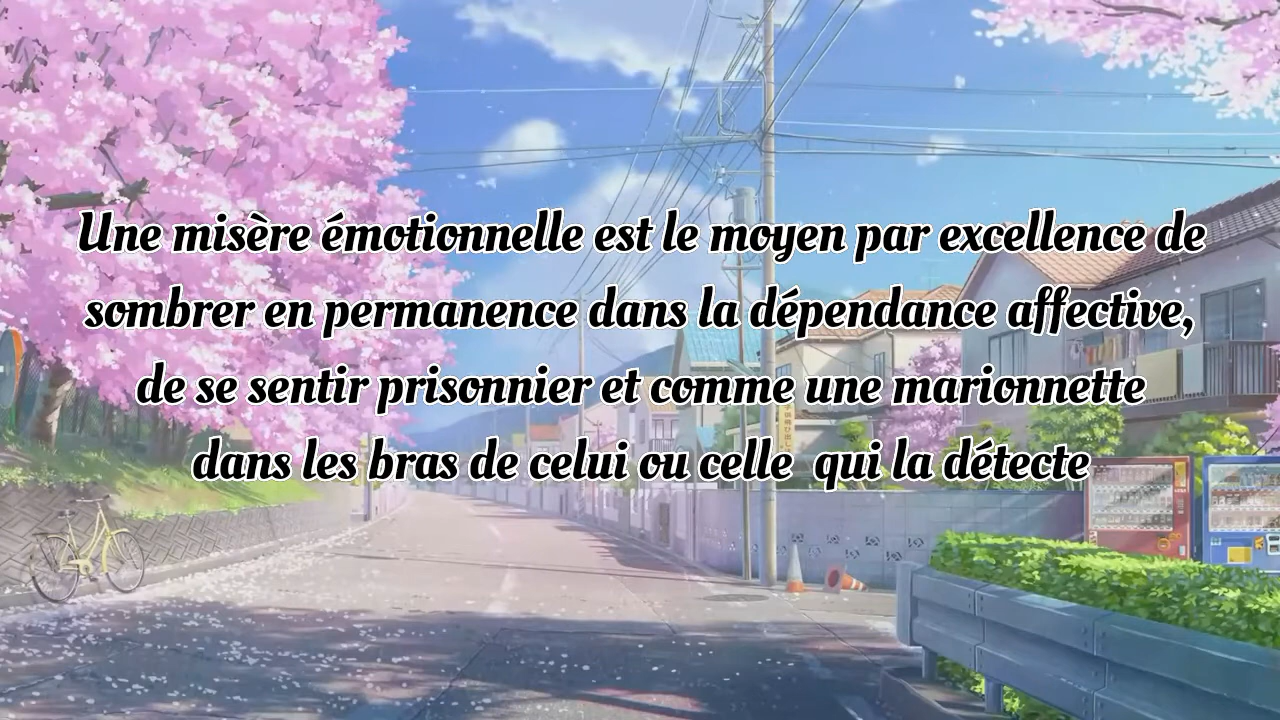 Une misère émotionnelle est le moyen par excellence de
sombrer en permanence dans la dépendance affective,
de se sentir prisonnier et comme une marionnette
dans les bras de celui ou celle  qui la détecte